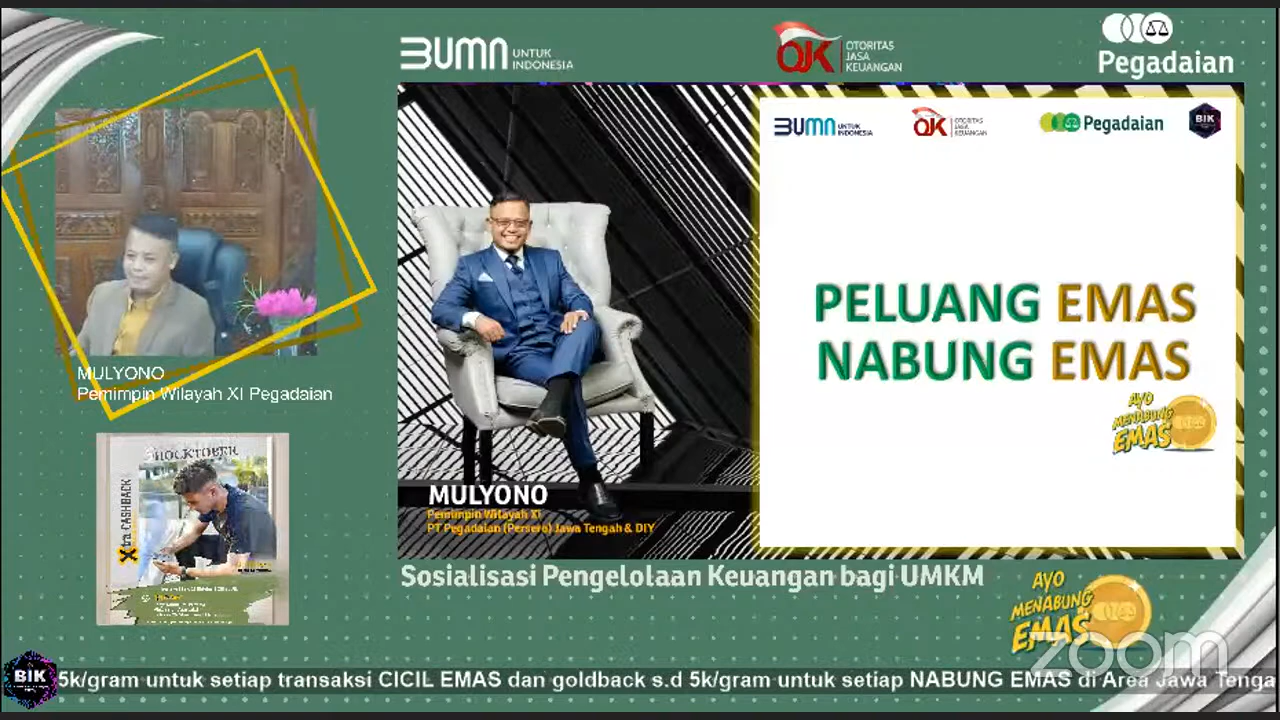 BUMN UNTUK INDONESIA
OJK OTORITAS JASA KEUANGAN
Pegadaian
BUMN UNTUK INDONESIA
OJK OTORITAS JASA KEUANGAN
Pegadaian
BIK
PELUANG EMAS
NABUNG EMAS
AYO
MENABUNG
EMAS
MULYONO
Pemimpin Wilayah XI Pegadaian
HOCKTOBER
Xtra CASHBACK
MULYONO
Pemimpin Wilayah XI
PT Pegadaian (Persero) Jawa Tengah & DIY
Sosialisasi Pengelolaan Keuangan bagi UMKM
AYO
MENABUNG
EMAS
zoom
BIK
5k/gram untuk setiap transaksi CICIL EMAS dan goldback s.d 5k/gram untuk setiap NABUNG EMAS di Area Jawa Tenga